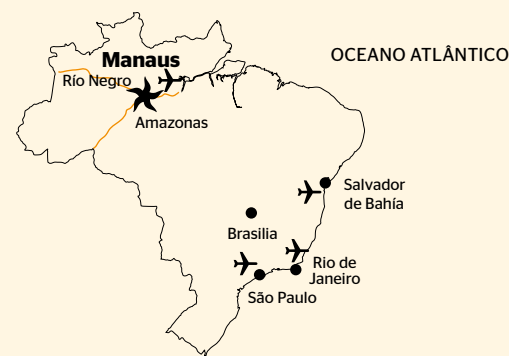 OCEANO ATLÂNTICO
Manaus
Río Negro
Amazonas
Salvador
de Bahía
Brasilia
Rio de
Janeiro
São Paulo